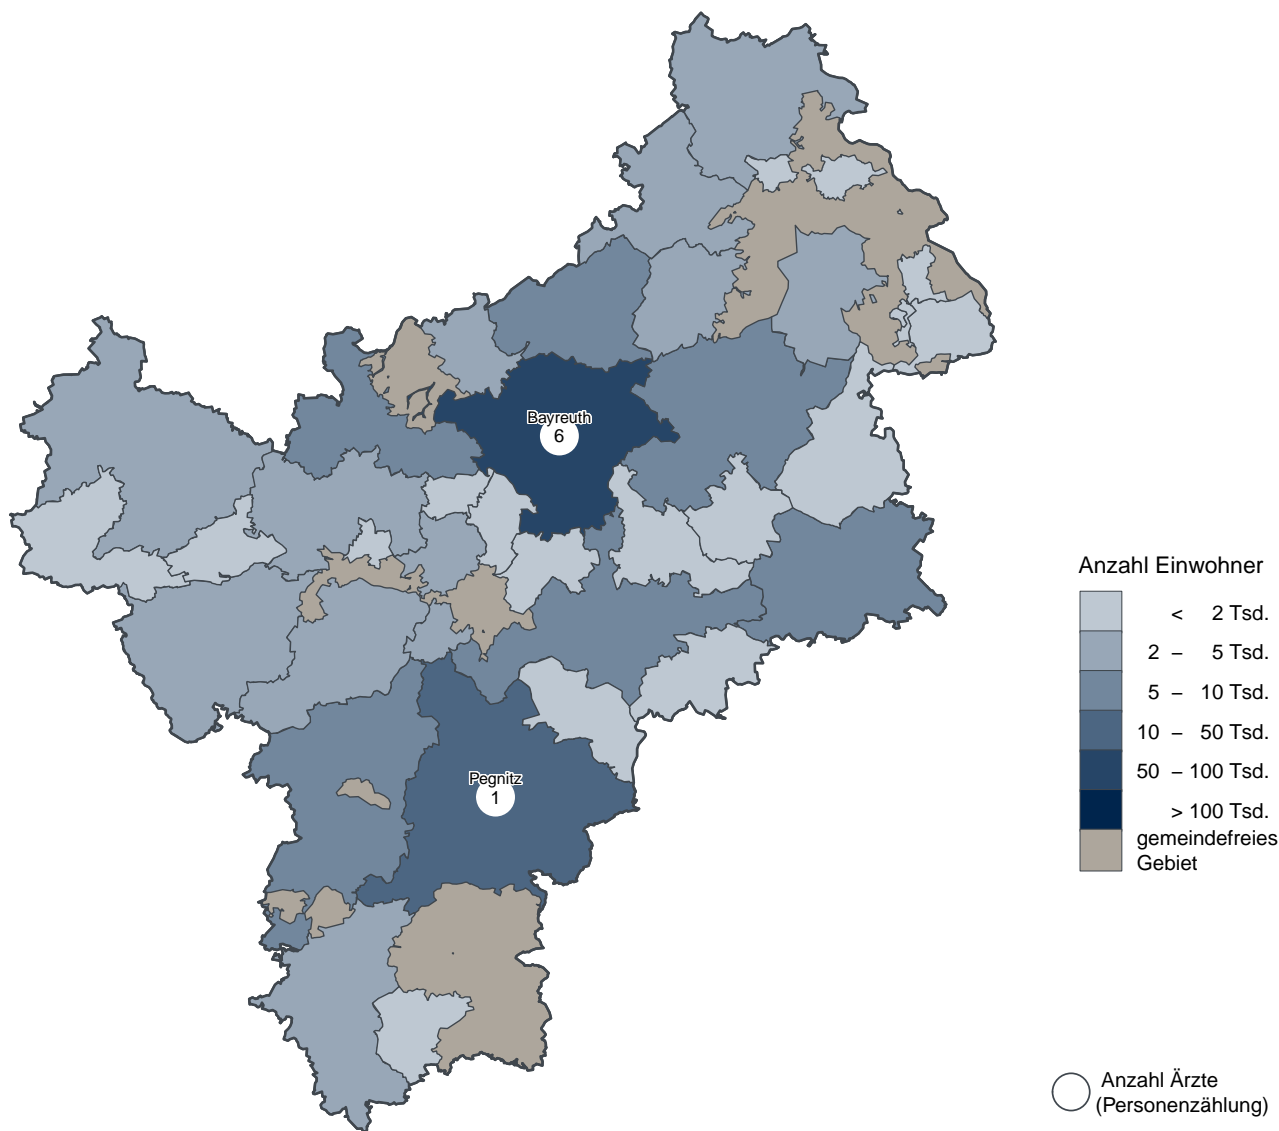 Bayreuth
6
Pegnitz
1
Anzahl Einwohner
< 2 Tsd.
2 – 5 Tsd.
5 – 10 Tsd.
10 – 50 Tsd.
50 – 100 Tsd.
> 100 Tsd.
gemeindefreies
Gebiet
Anzahl Ärzte
(Personenzählung)